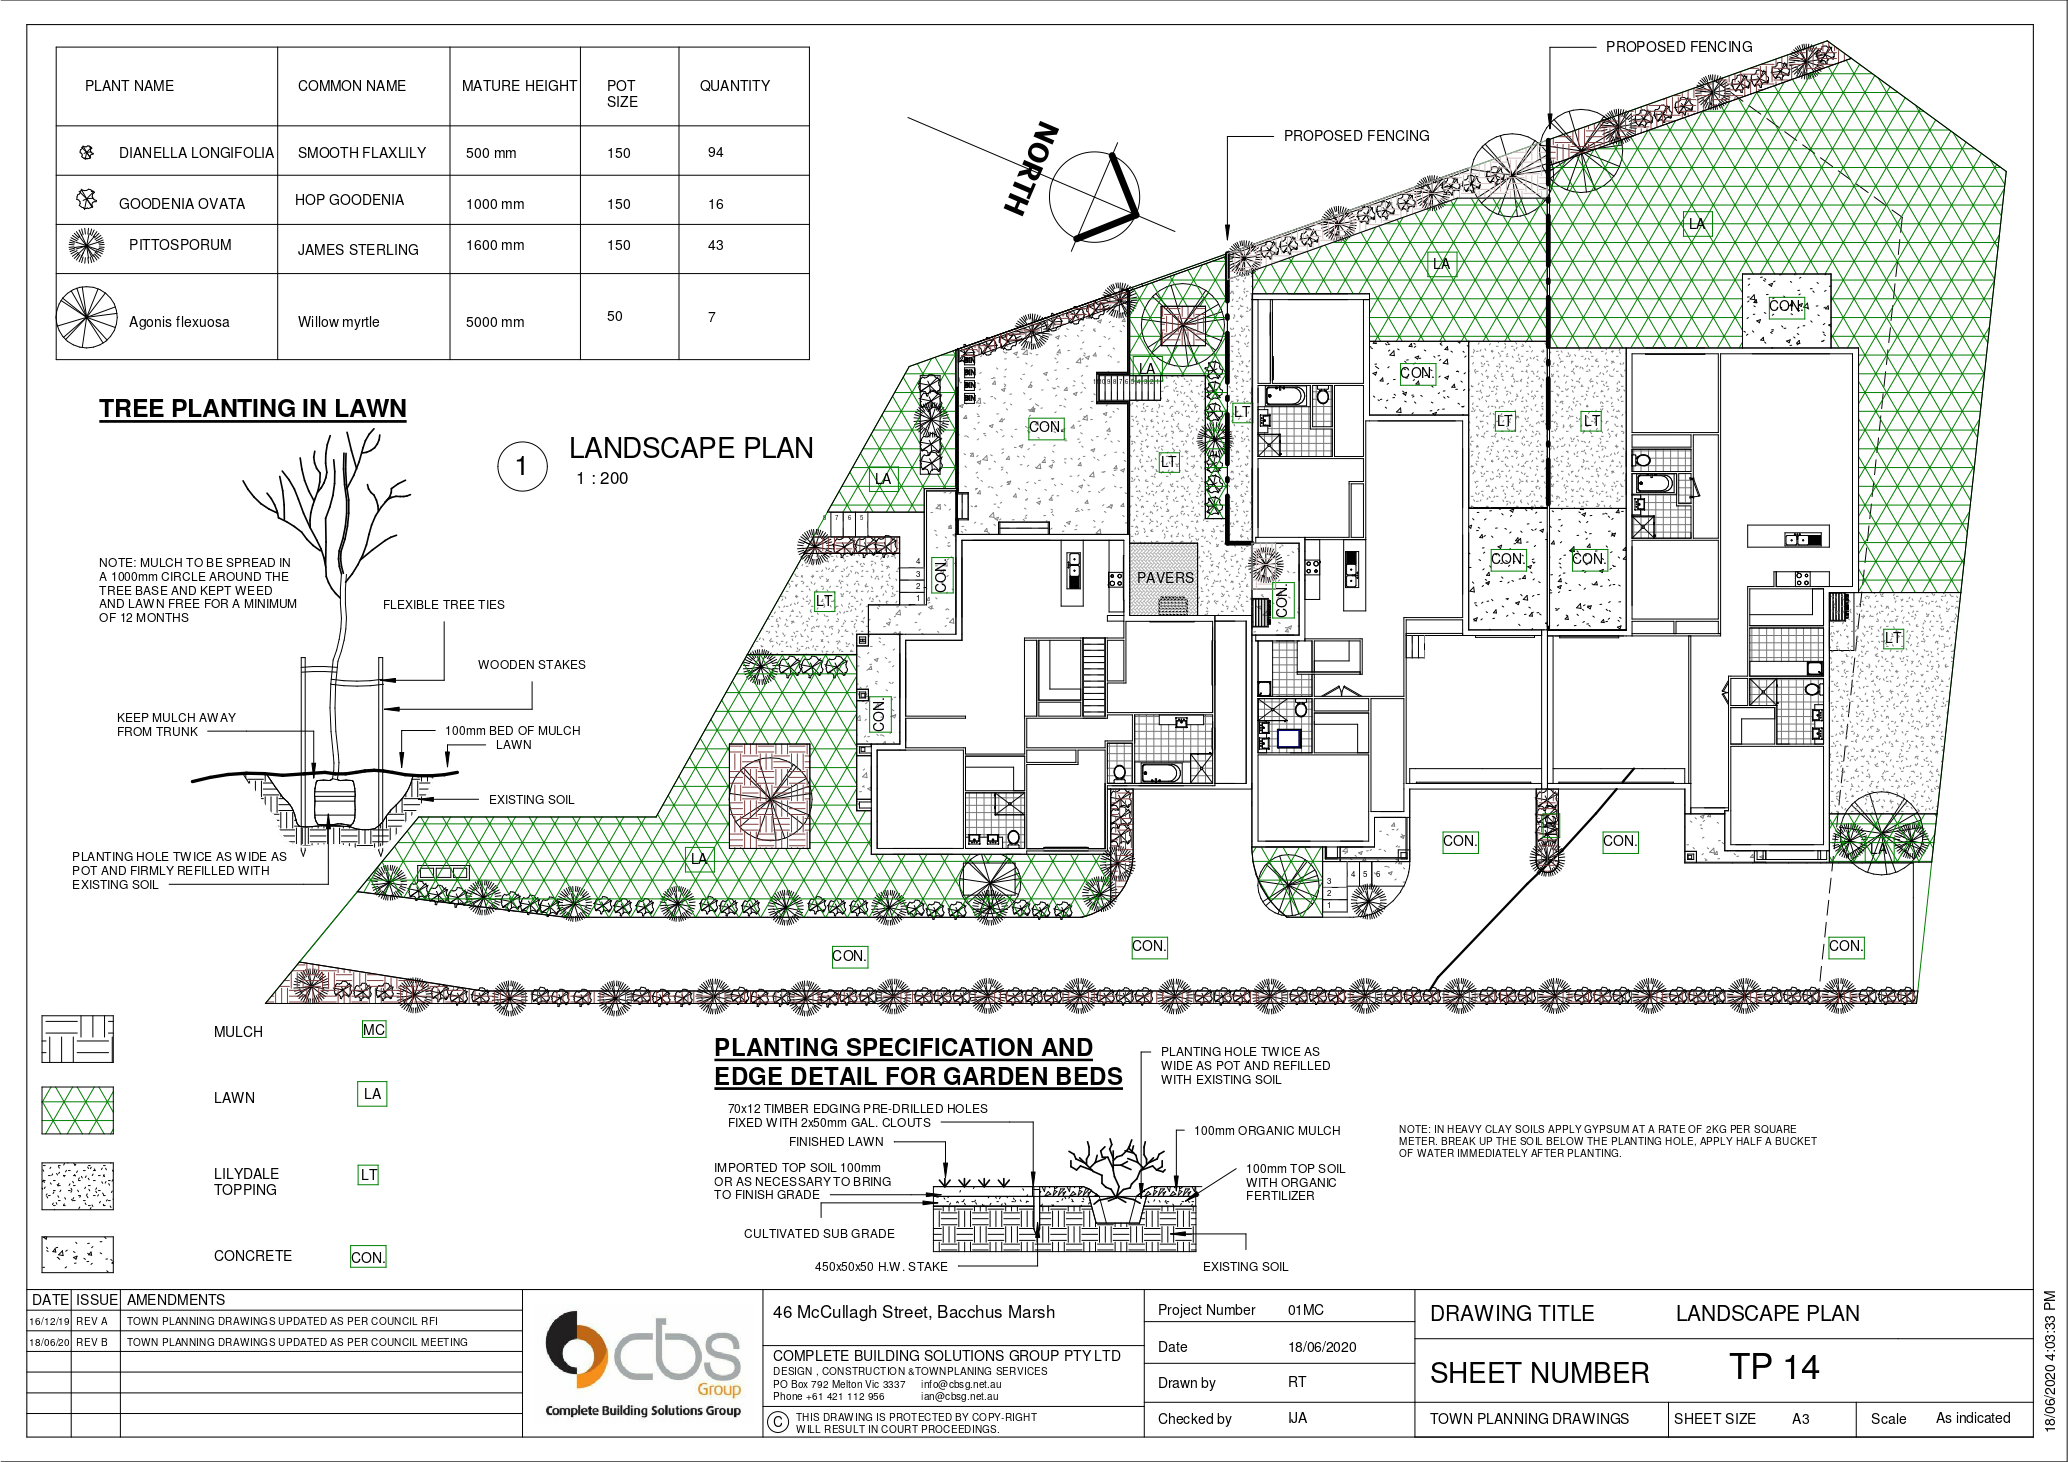 PLANT NAME COMMON NAME MATURE HEIGHT POT SIZE QUANTITY
DIANELLA LONGIFOLIA SMOOTH FLAXLILY 500 mm 150 94
GOODENIA OVATA HOP GOODENIA 1000 mm 150 16
PITTOSPORUM JAMES STERLING 1600 mm 150 43
Agonis flexuosa Willow myrtle 5000 mm 50 7
TREE PLANTING IN LAWN
1 LANDSCAPE PLAN
1 : 200
NOTE: MULCH TO BE SPREAD IN
A 1000mm CIRCLE AROUND THE
TREE BASE AND KEPT WEED
AND LAWN FREE FOR A MINIMUM
OF 12 MONTHS
FLEXIBLE TREE TIES
WOODEN STAKES
KEEP MULCH AWAY
FROM TRUNK
100mm BED OF MULCH
LAWN
EXISTING SOIL
PLANTING HOLE TWICE AS WIDE AS
POT AND FIRMLY REFILLED WITH
EXISTING SOIL
NORTH
PROPOSED FENCING
PROPOSED FENCING
LA
LA
CON.
LA
CON.
CON.
LT
LT
LT
LT
LA
CON.
CON.
CON.
PAVERS
CON.
LT
CON.
LT
CON.
LA
CON.
CON.
MC
LA
CON.
CON.
CON.
8 7 6 5
4
3
2
1
3
2
1
4 5 6
MULCH MC
LAWN LA
LILYDALE
TOPPING LT
CONCRETE CON.
PLANTING SPECIFICATION AND
EDGE DETAIL FOR GARDEN BEDS
PLANTING HOLE TWICE AS
WIDE AS POT AND REFILLED
WITH EXISTING SOIL
70x12 TIMBER EDGING PRE-DRILLED HOLES
FIXED WITH 2x50mm GAL. CLOUTS
FINISHED LAWN
100mm ORGANIC MULCH
IMPORTED TOP SOIL 100mm
OR AS NECESSARY TO BRING
TO FINISH GRADE
100mm TOP SOIL
WITH ORGANIC
FERTILIZER
CULTIVATED SUB GRADE
450x50x50 H.W. STAKE
EXISTING SOIL
NOTE: IN HEAVY CLAY SOILS APPLY GYPSUM AT A RATE OF 2KG PER SQUARE
METER. BREAK UP THE SOIL BELOW THE PLANTING HOLE, APPLY HALF A BUCKET
OF WATER IMMEDIATELY AFTER PLANTING.
DATE ISSUE AMENDMENTS
16/12/19 REV A TOWN PLANNING DRAWINGS UPDATED AS PER COUNCIL RFI
18/06/20 REV B TOWN PLANNING DRAWINGS UPDATED AS PER COUNCIL MEETING
cbs
Group
Complete Building Solutions Group
46 McCullagh Street, Bacchus Marsh
COMPLETE BUILDING SOLUTIONS GROUP PTY LTD
DESIGN , CONSTRUCTION &TOWNPLANING SERVICES
PO Box 792 Melton Vic 3337 info@cbsg.net.au
Phone +61 421 112 956 ian@cbsg.net.au
C THIS DRAWING IS PROTECTED BY COPY-RIGHT
WILL RESULT IN COURT PROCEEDINGS.
Project Number 01MC
Date 18/06/2020
Drawn by RT
Checked by IJA
DRAWING TITLE LANDSCAPE PLAN
SHEET NUMBER TP 14
TOWN PLANNING DRAWINGS SHEET SIZE A3 Scale As indicated
18/06/2020 4:03:33 PM